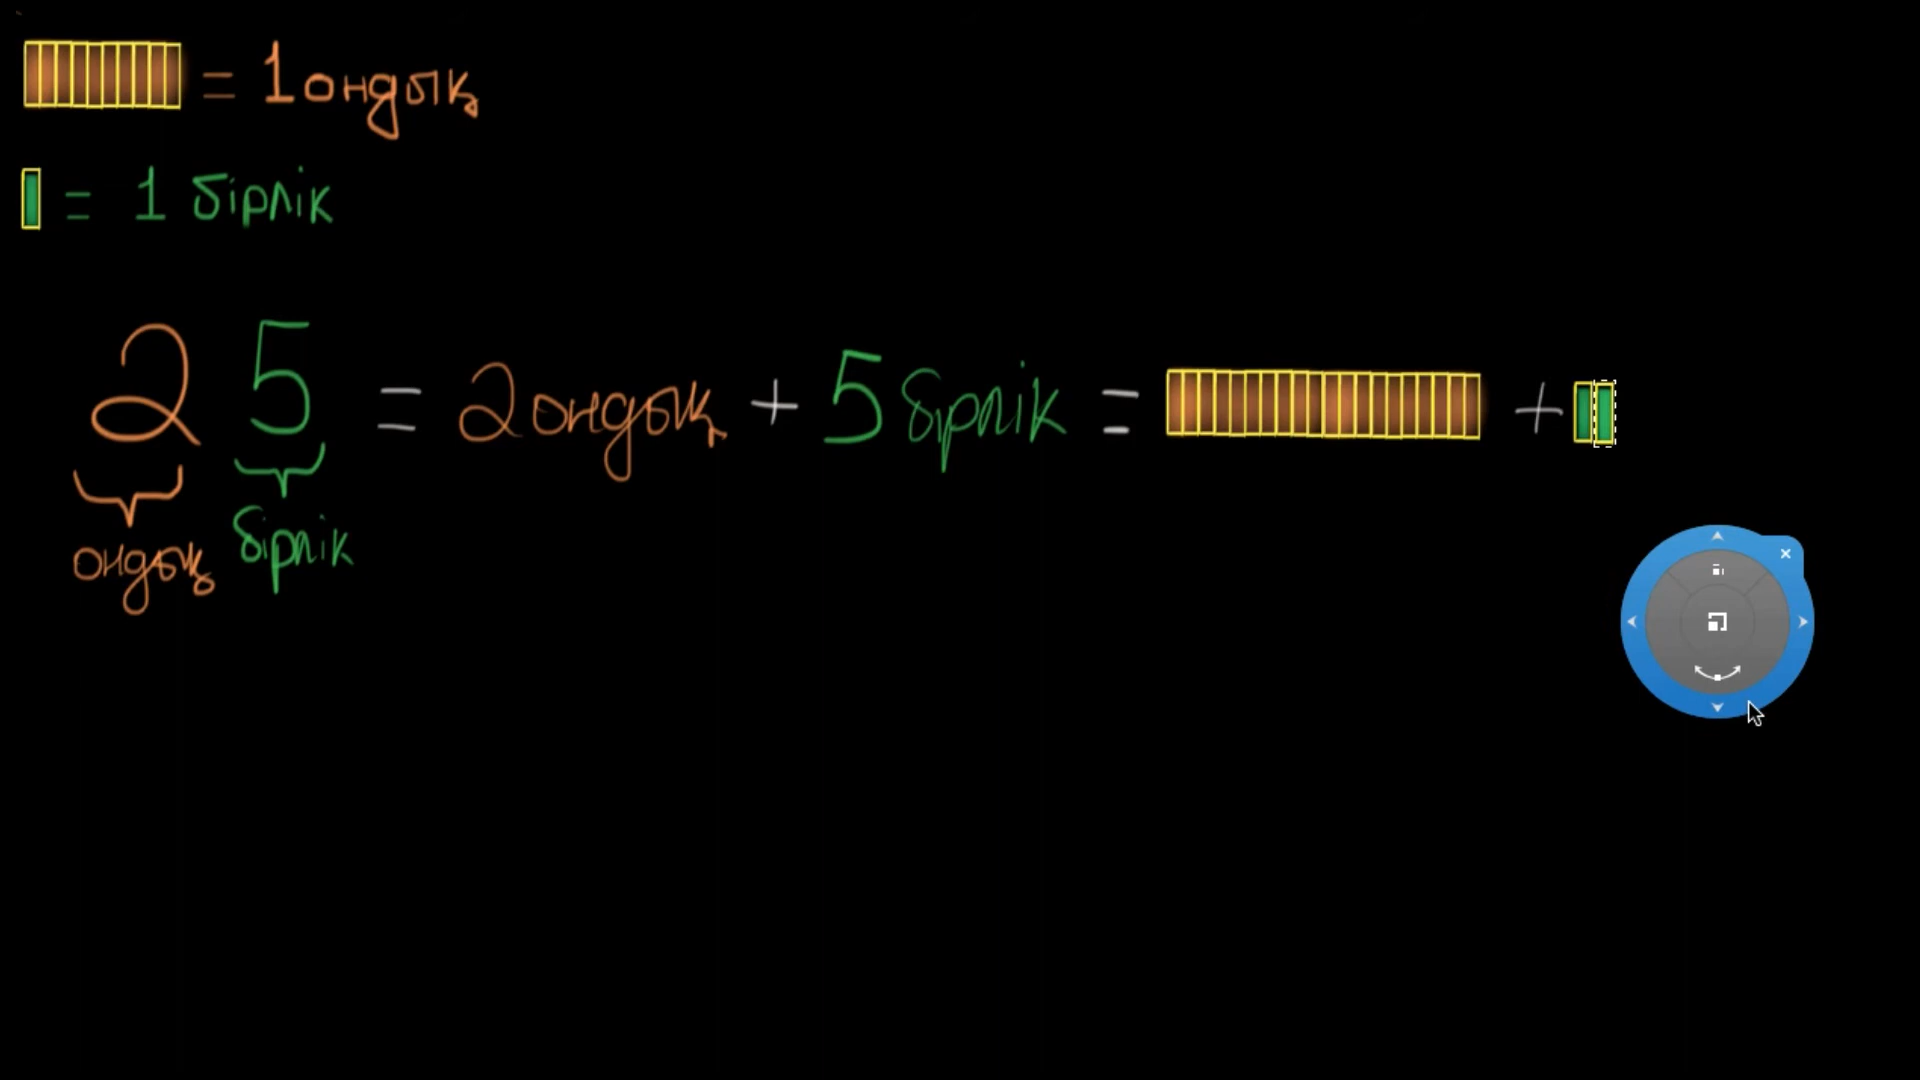 = 1 ондық
= 1 бірлік
25 = 2 ондық + 5 бірлік = +
ондық бірлік